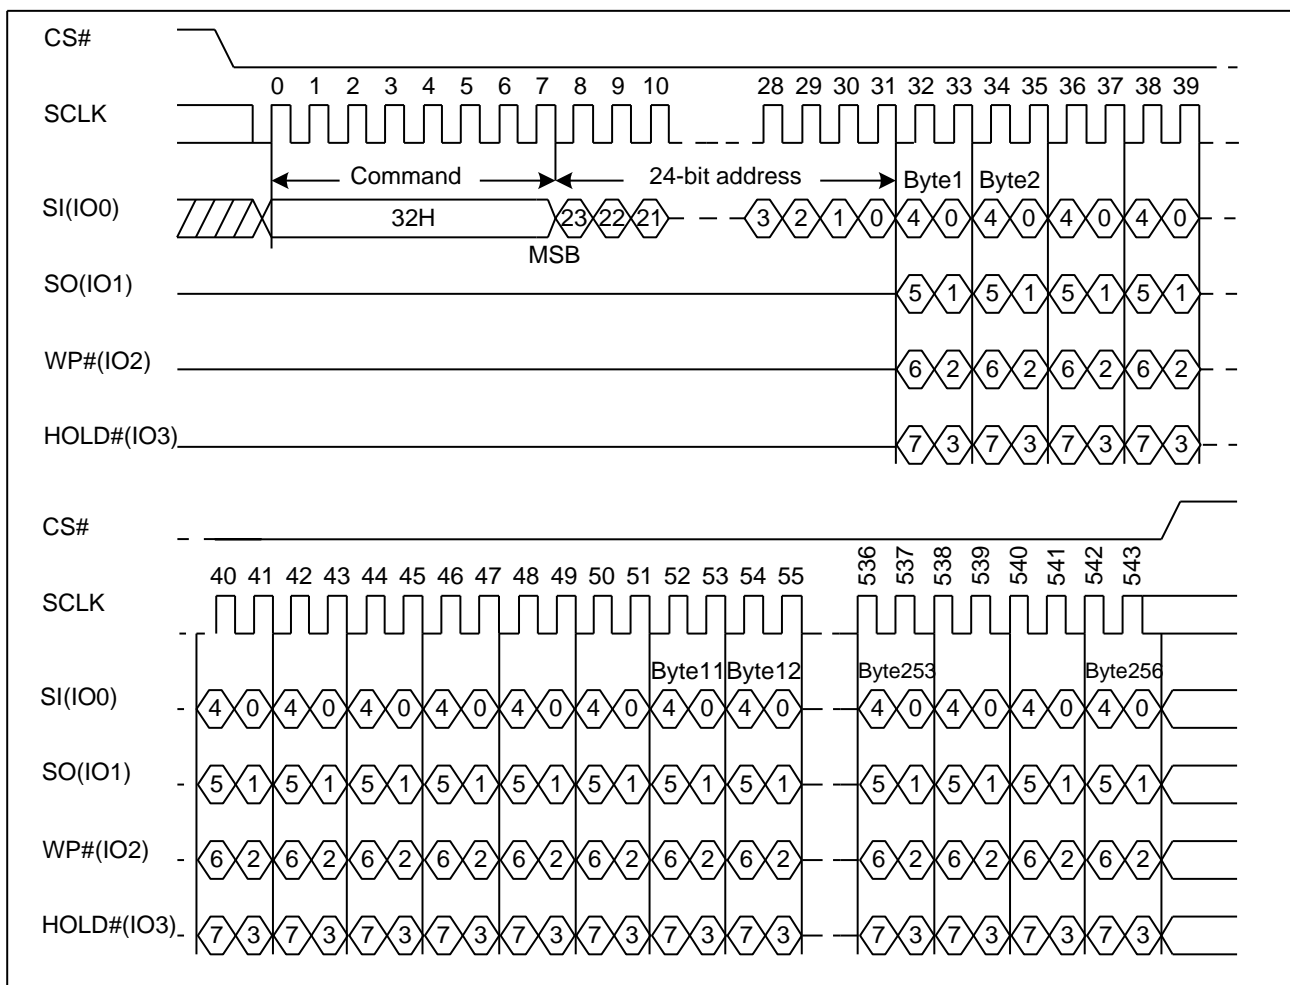 CS#
0 1 2 3 4 5 6 7 8 9 10 28 29 30 31 32 33 34 35 36 37 38 39
SCLK
Command 24-bit address Byte1 Byte2
SI(IO0) 32H 23 22 21 3 2 1 0 4 0 4 0 4 0 4 0
MSB
SO(IO1) 5 1 5 1 5 1 5 1
WP#(IO2) 6 2 6 2 6 2 6 2
HOLD#(IO3) 7 3 7 3 7 3 7 3
CS#
40 41 42 43 44 45 46 47 48 49 50 51 52 53 54 55 536 537 538 539 540 541 542 543
SCLK
Byte11 Byte12 Byte253 Byte256
SI(IO0) 4 0 4 0 4 0 4 0 4 0 4 0 4 0 4 0 4 0 4 0 4 0 4 0
SO(IO1) 5 1 5 1 5 1 5 1 5 1 5 1 5 1 5 1 5 1 5 1 5 1 5 1
WP#(IO2) 6 2 6 2 6 2 6 2 6 2 6 2 6 2 6 2 6 2 6 2 6 2 6 2
HOLD#(IO3) 7 3 7 3 7 3 7 3 7 3 7 3 7 3 7 3 7 3 7 3 7 3 7 3